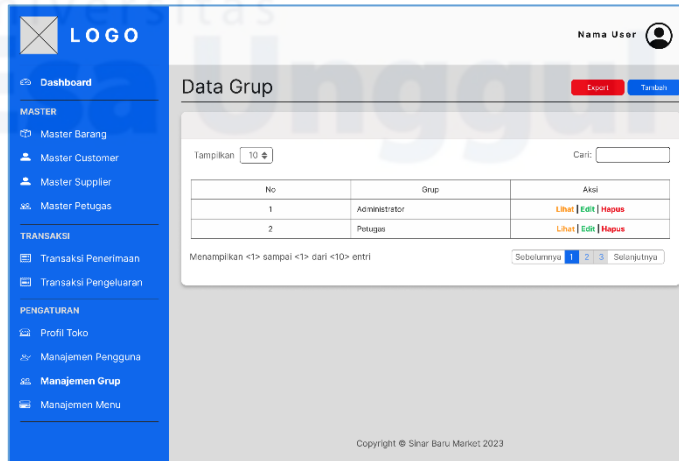 LOGO
Nama User
Dashboard
MASTER
Master Barang
Master Customer
Master Supplier
Master Petugas
TRANSAKSI
Transaksi Penerimaan
Transaksi Pengeluaran
PENGATURAN
Profil Toko
Manajemen Pengguna
Manajemen Grup
Manajemen Menu
Data Grup
Export Tambah
Tampilkan 10 Cari:
No Grup Aksi
1 Administrator Lihat | Edit | Hapus
2 Petugas Lihat | Edit | Hapus
Menampilkan <1> sampai <1> dari <10> entri
Sebelumnya 1 2 3 Selanjutnya
Copyright © Sinar Baru Market 2023
Esa Unggul